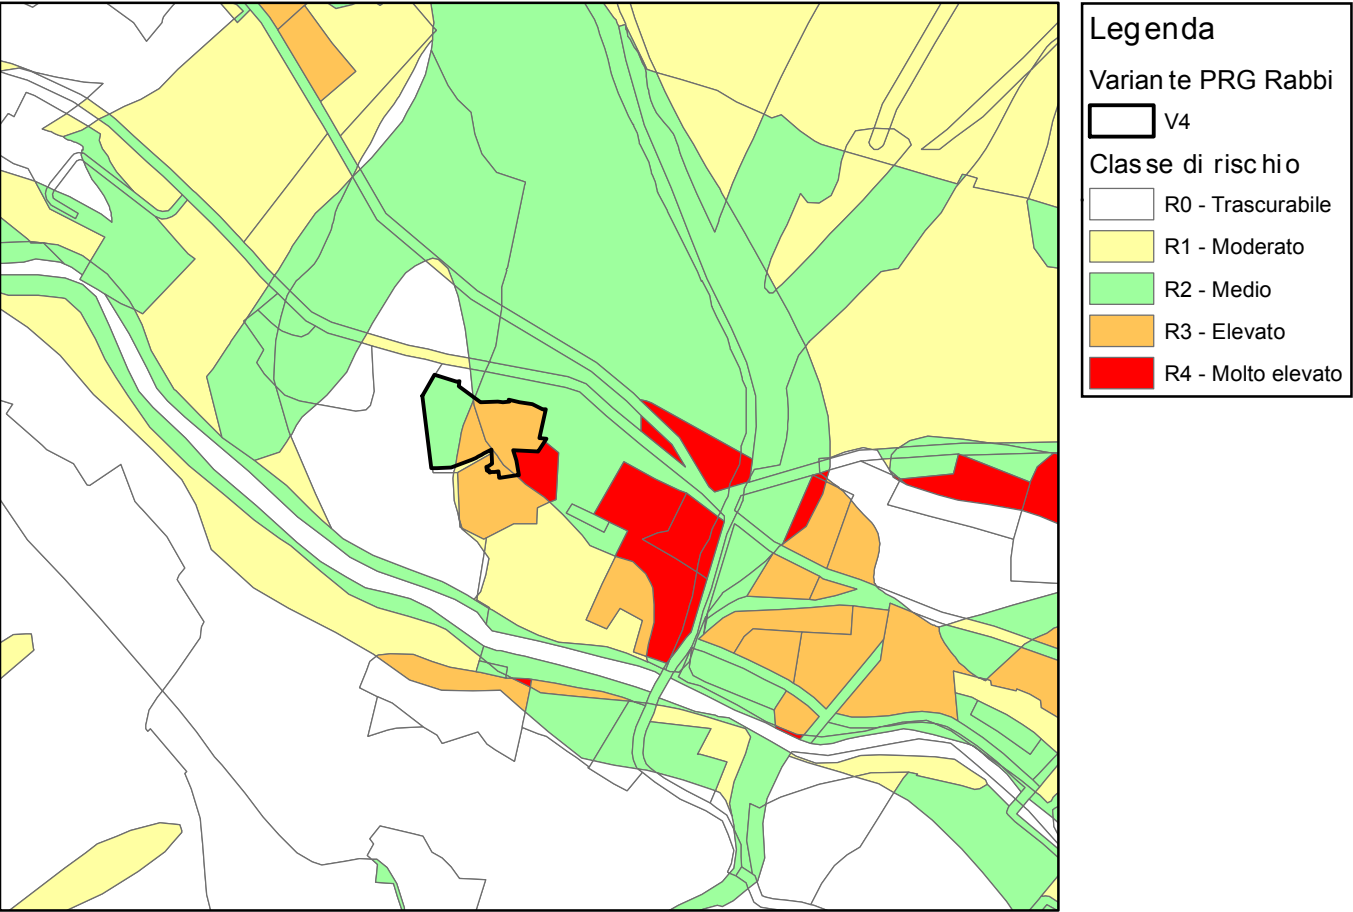 Legenda
Variante PRG Rabbi
V4
Classe di rischio
R0 - Trascurabile
R1 - Moderato
R2 - Medio
R3 - Elevato
R4 - Molto elevato